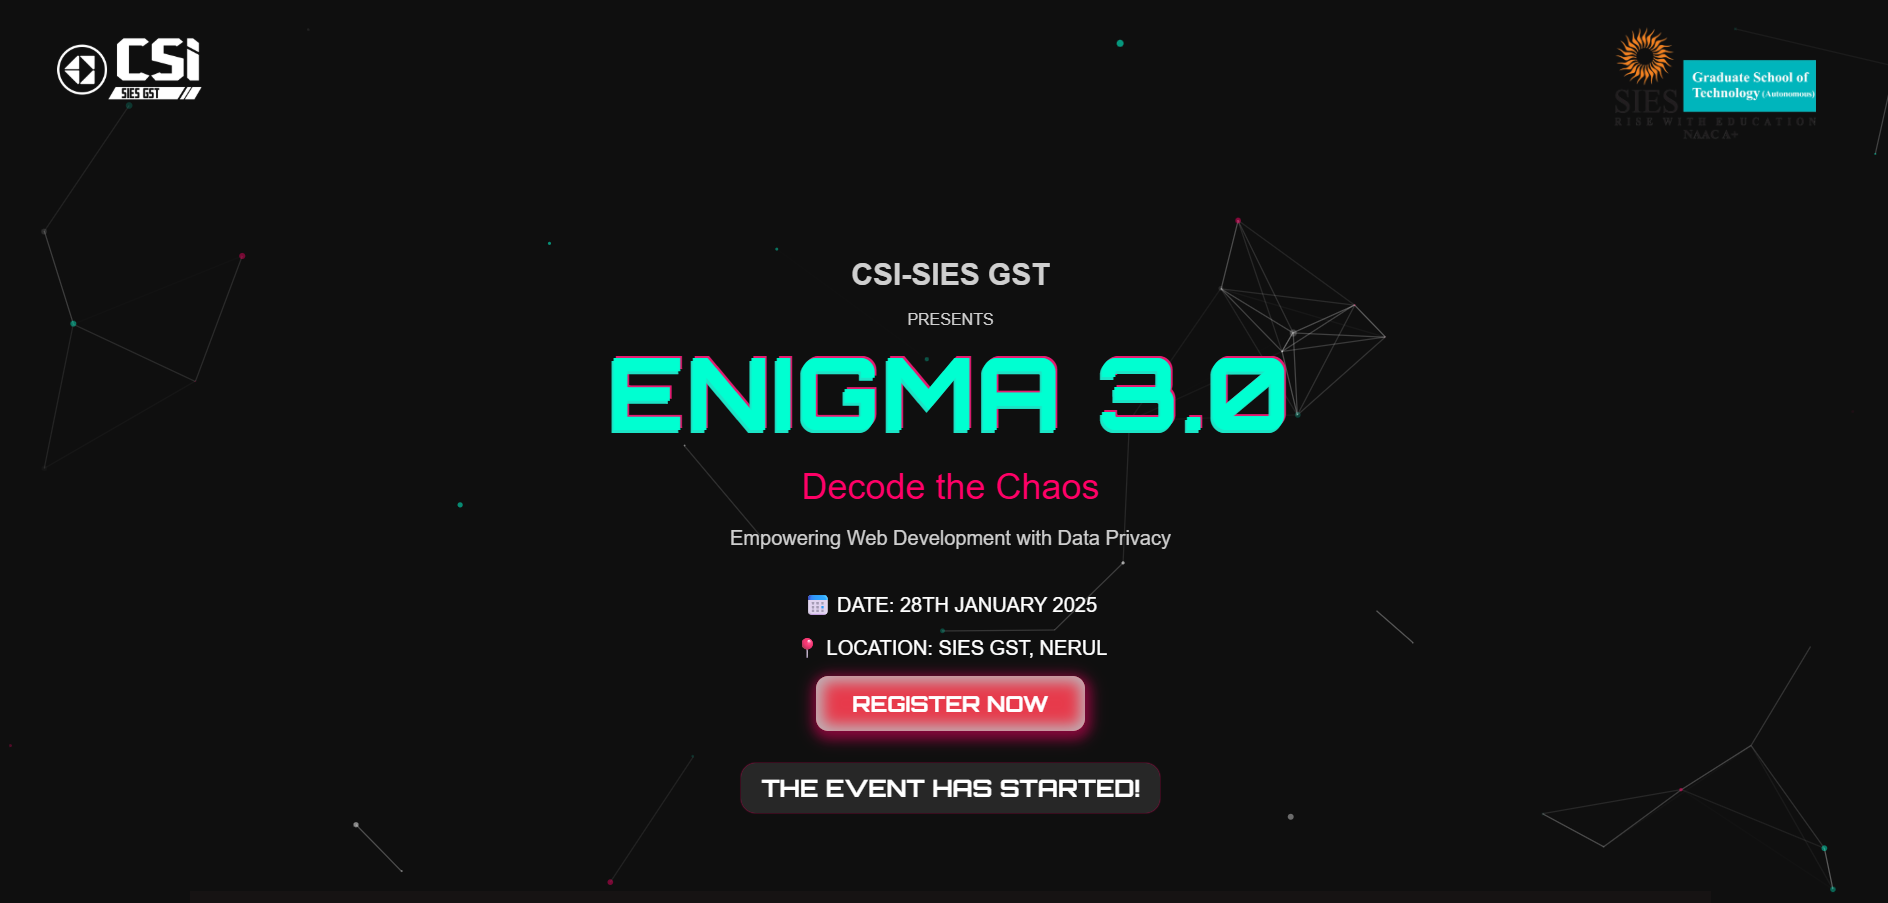 CSi
SIES GST
SIES
Graduate School of
Technology (Autonomous)
RISE WITH EDUCATION
NAAC A+
CSI-SIES GST
PRESENTS
ENIGMA 3.0
Decode the Chaos
Empowering Web Development with Data Privacy
DATE: 28TH JANUARY 2025
LOCATION: SIES GST, NERUL
REGISTER NOW
THE EVENT HAS STARTED!